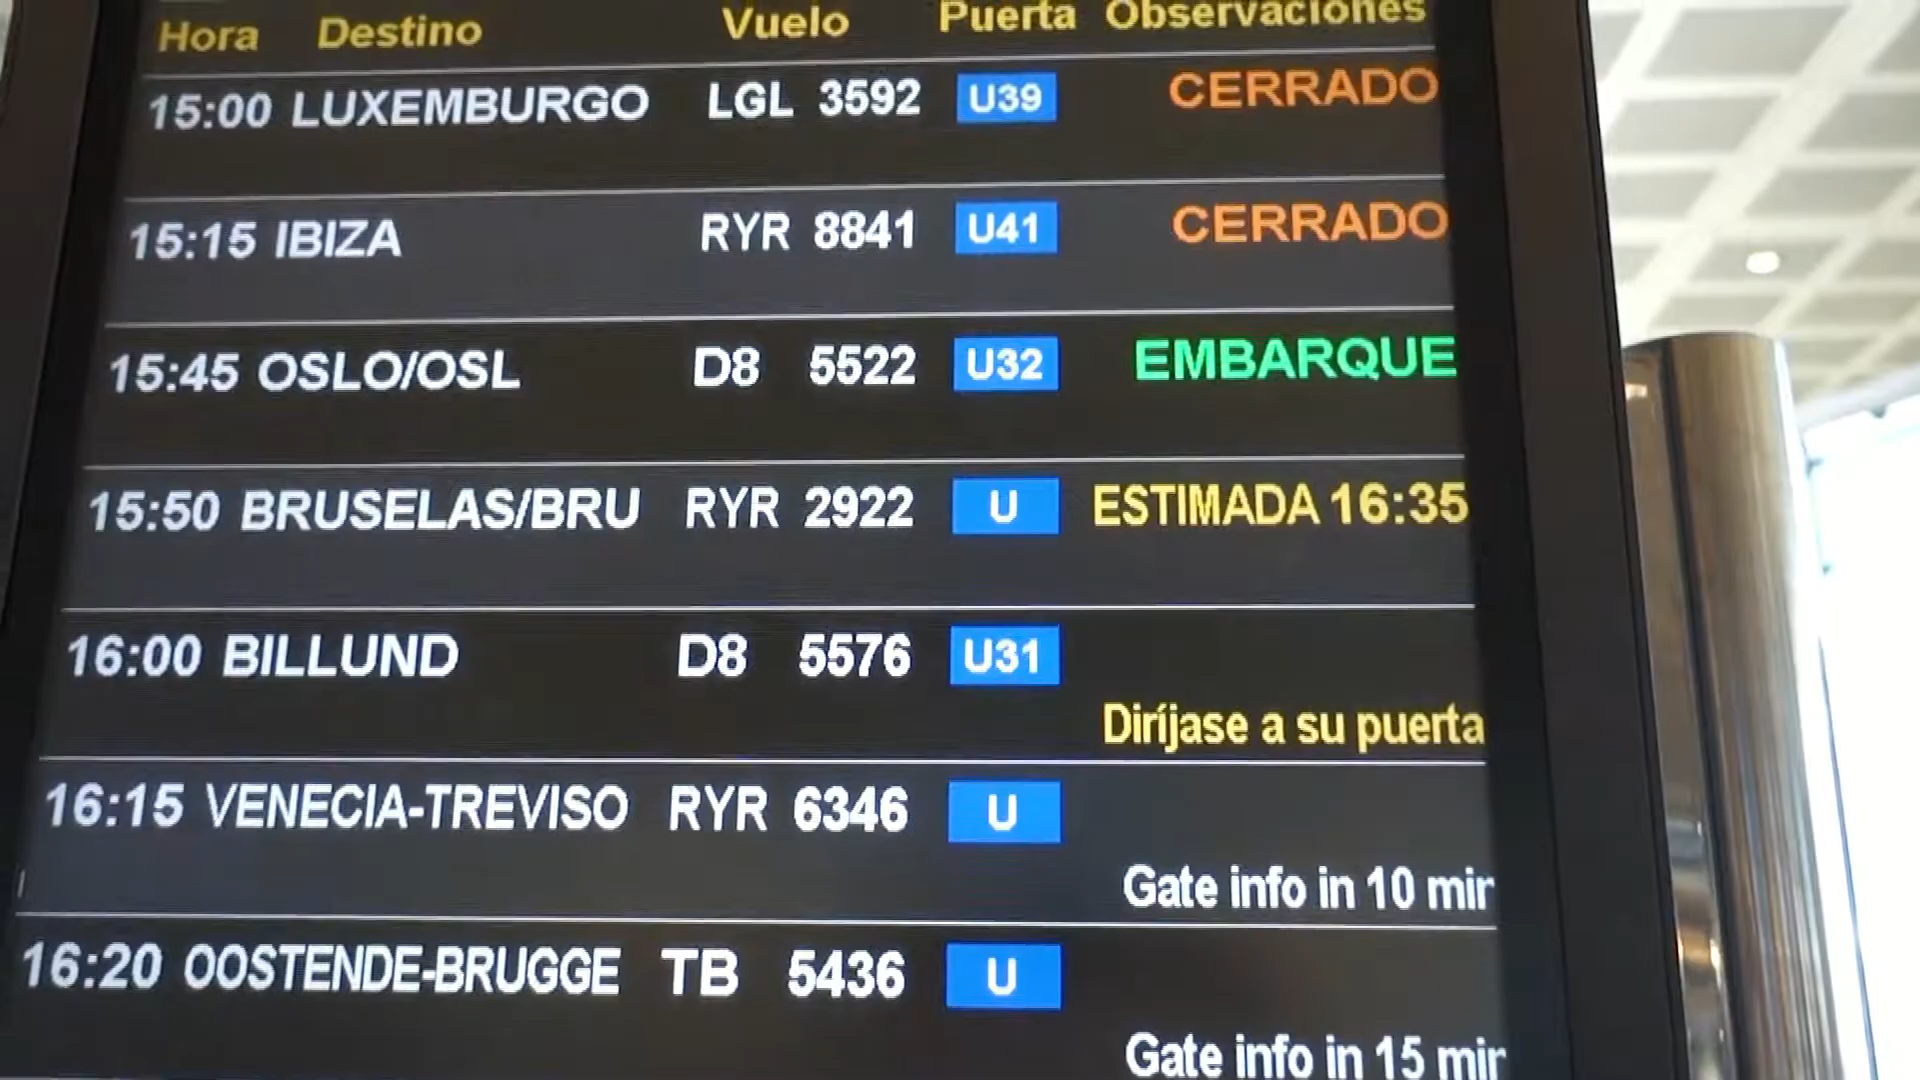 Hora Destino Vuelo Puerta Observaciones
15:00 LUXEMBURGO LGL 3592 U39 CERRADO
15:15 IBIZA RYR 8841 U41 CERRADO
15:45 OSLO/OSL D8 5522 U32 EMBARQUE
15:50 BRUSELAS/BRU RYR 2922 U ESTIMADA 16:35
16:00 BILLUND D8 5576 U31
Diríjase a su puerta
16:15 VENECIA-TREVISO RYR 6346 U
Gate info in 10 min
16:20 OOSTENDE-BRUGGE TB 5436 U
Gate info in 15 min